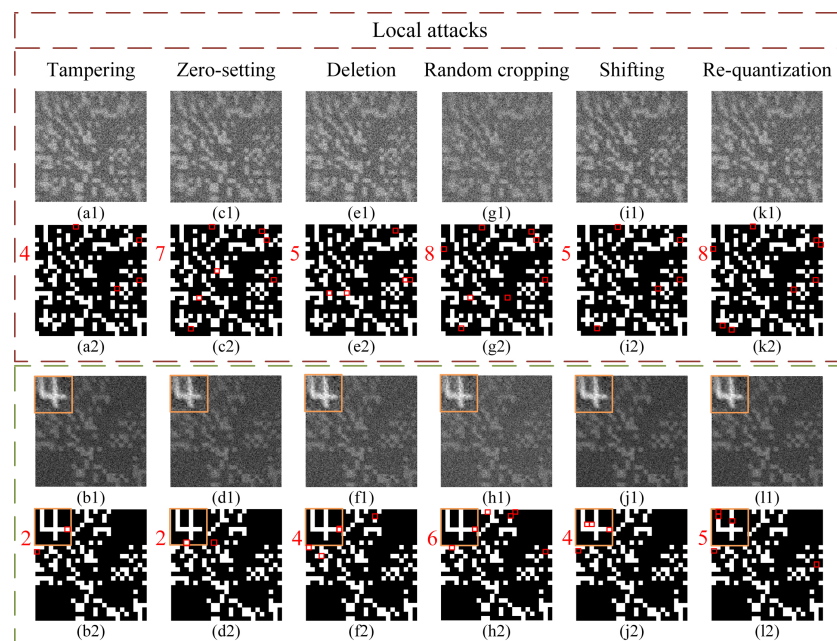 Local attacks
Tampering Zero-setting Deletion Random cropping Shifting Re-quantization
(a1) (c1) (e1) (g1) (i1) (k1)
4 7 5 8 5 8
(a2) (c2) (e2) (g2) (i2) (k2)
(b1) (d1) (f1) (h1) (j1) (l1)
2 2 4 6 4 5
(b2) (d2) (f2) (h2) (j2) (l2)